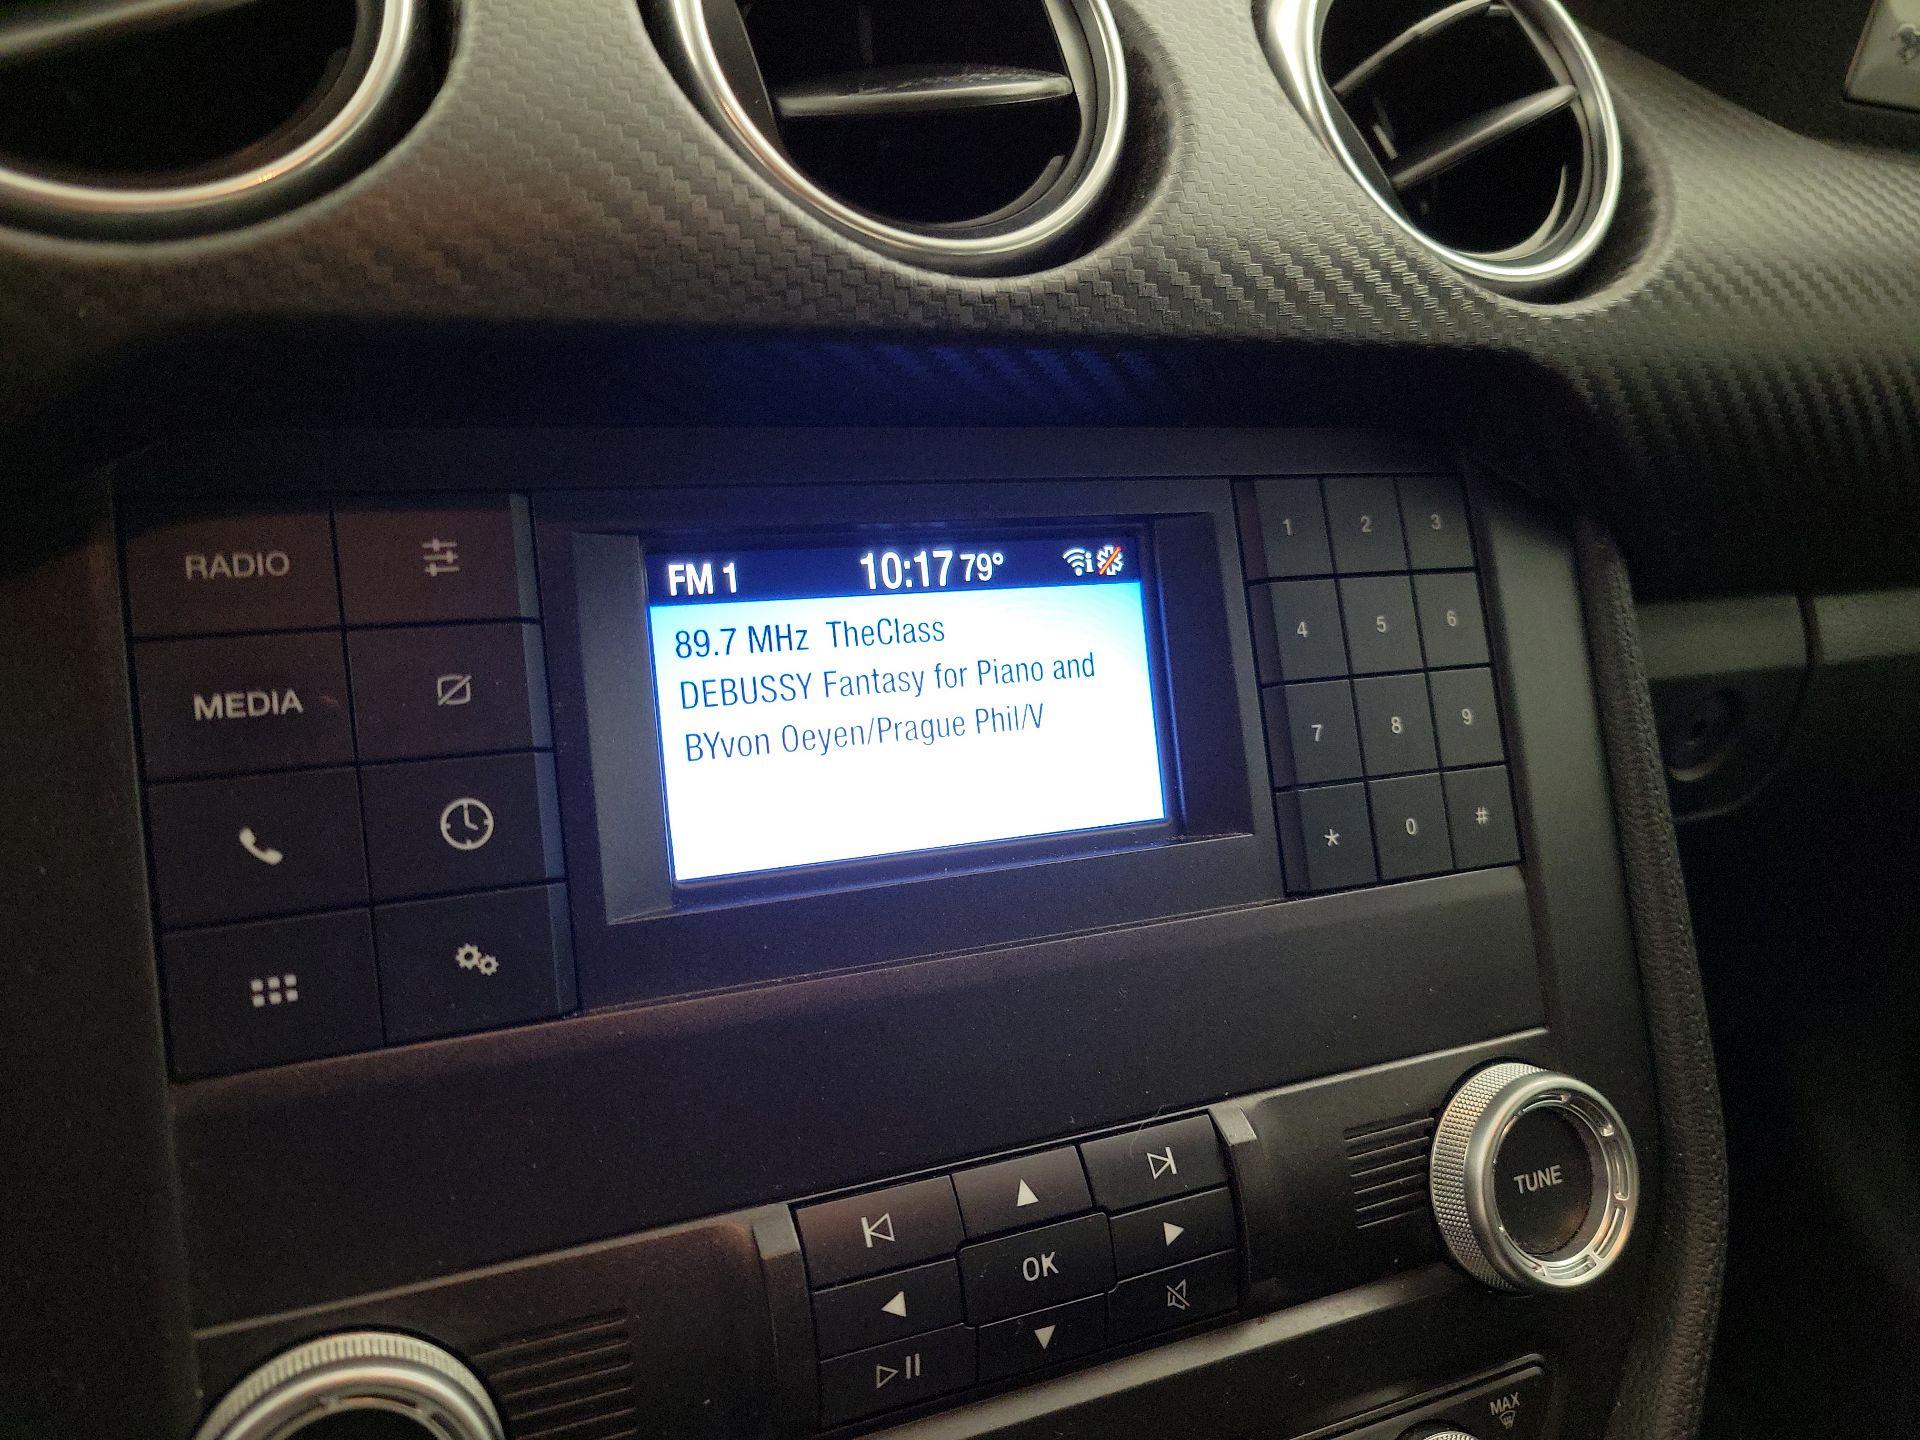 FM 1 10:17 79°
89.7 MHz TheClass
DEBUSSY Fantasy for Piano and
BYvon Oeyen/Prague Phil/V
RADIO
MEDIA
1 2 3
4 5 6
7 8 9
* 0 #
OK
TUNE
MAX